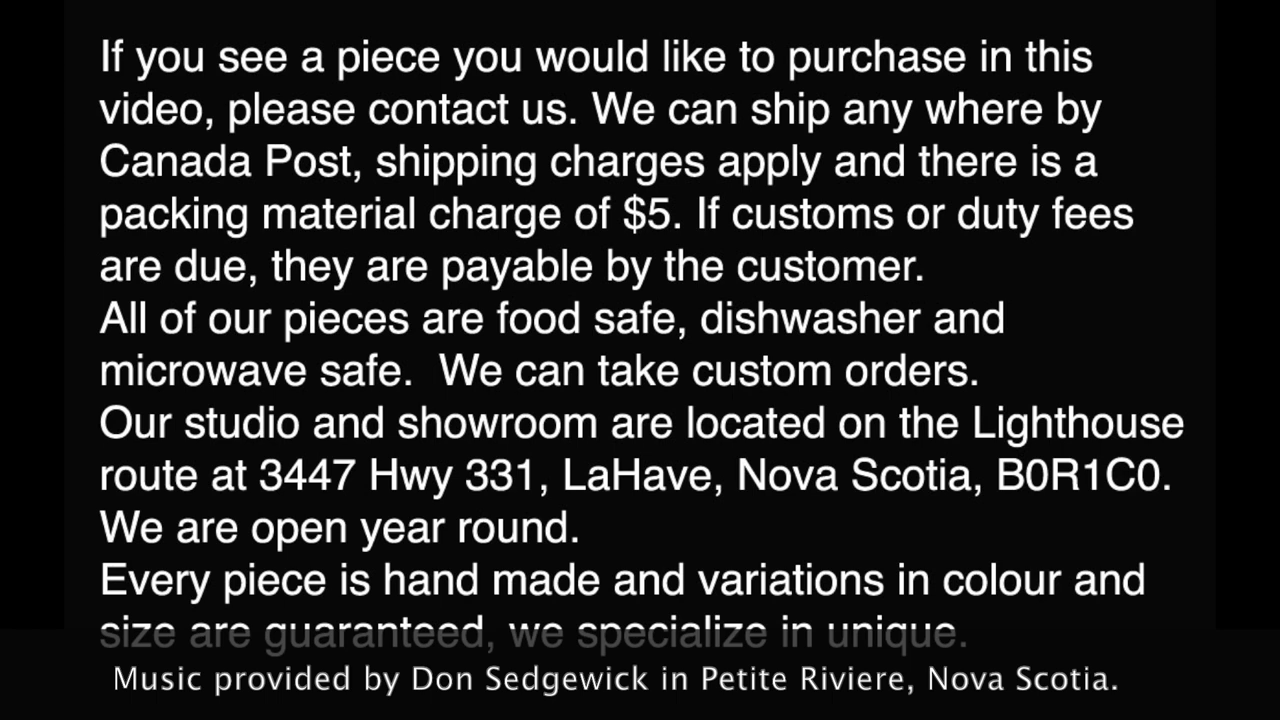 If you see a piece you would like to purchase in this
video, please contact us. We can ship any where by
Canada Post, shipping charges apply and there is a
packing material charge of $5. If customs or duty fees
are due, they are payable by the customer.
All of our pieces are food safe, dishwasher and
microwave safe.  We can take custom orders.
Our studio and showroom are located on the Lighthouse
route at 3447 Hwy 331, LaHave, Nova Scotia, B0R1C0.
We are open year round.
Every piece is hand made and variations in colour and
size are guaranteed, we specialize in unique.
Music provided by Don Sedgewick in Petite Riviere, Nova Scotia.